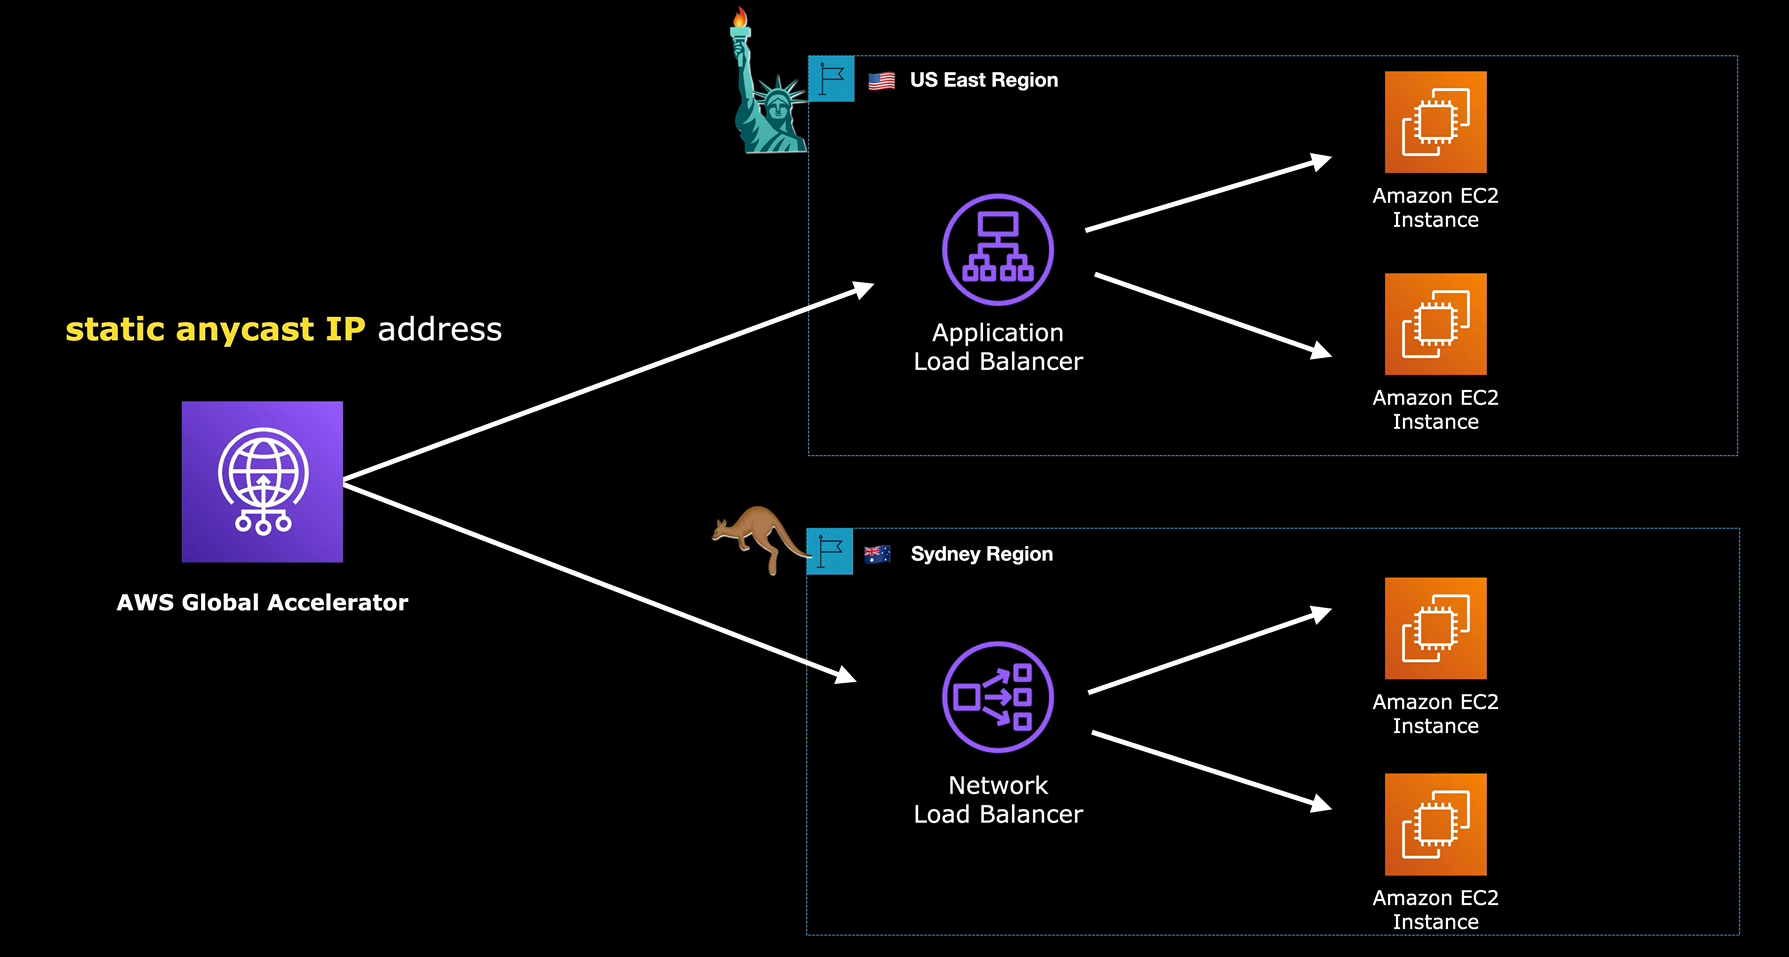 US East Region
Amazon EC2
Instance
Application
Load Balancer
Amazon EC2
Instance
static anycast IP address
AWS Global Accelerator
Sydney Region
Amazon EC2
Instance
Network
Load Balancer
Amazon EC2
Instance